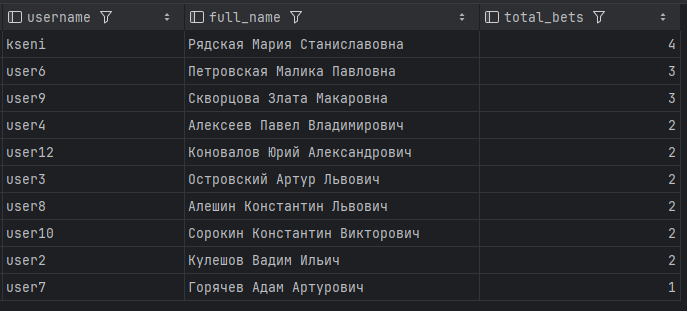 username full_name total_bets
kseni Рядская Мария Станиславовна 4
user6 Петровская Малика Павловна 3
user9 Скворцова Злата Макаровна 3
user4 Алексеев Павел Владимирович 2
user12 Коновалов Юрий Александрович 2
user3 Островский Артур Львович 2
user8 Алешин Константин Львович 2
user10 Сорокин Константин Викторович 2
user2 Кулешов Вадим Ильич 2
user7 Горячев Адам Артурович 1